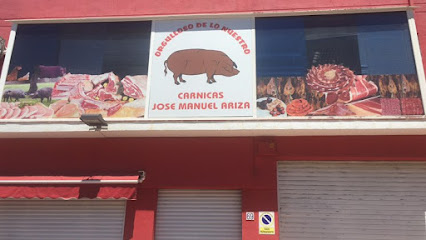 ORGULLOSO DE LO NUESTRO
CARNICAS
JOSE MANUEL ARIZA